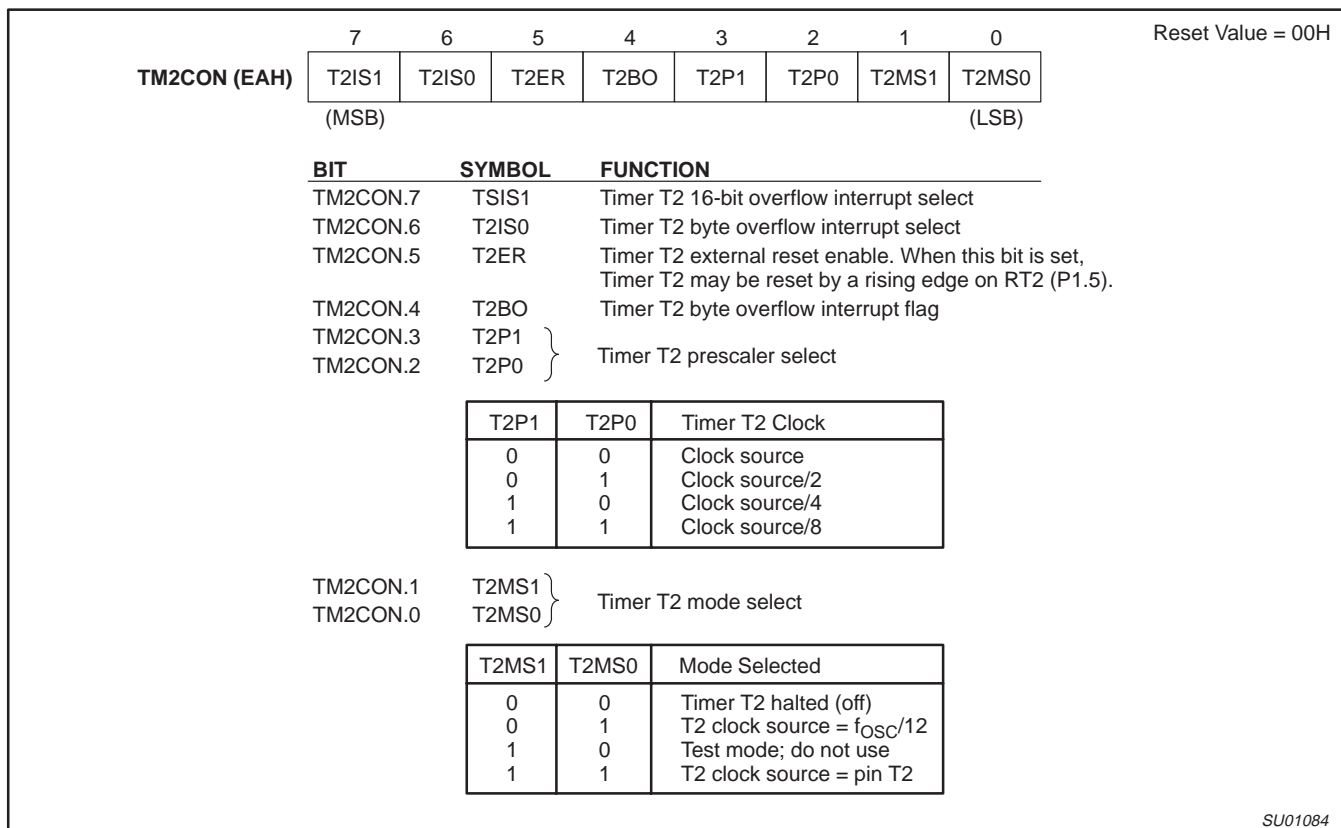 7 6 5 4 3 2 1 0 Reset Value = 00H
TM2CON (EAH) T2IS1 T2IS0 T2ER T2BO T2P1 T2P0 T2MS1 T2MS0
(MSB) (LSB)
BIT SYMBOL FUNCTION
TM2CON.7 TSIS1 Timer T2 16-bit overflow interrupt select
TM2CON.6 T2IS0 Timer T2 byte overflow interrupt select
TM2CON.5 T2ER Timer T2 external reset enable. When this bit is set,
Timer T2 may be reset by a rising edge on RT2 (P1.5).
TM2CON.4 T2BO Timer T2 byte overflow interrupt flag
TM2CON.3 T2P1
Timer T2 prescaler select
TM2CON.2 T2P0
T2P1 T2P0 Timer T2 Clock
0 0 Clock source
0 1 Clock source/2
1 0 Clock source/4
1 1 Clock source/8
TM2CON.1 T2MS1
Timer T2 mode select
TM2CON.0 T2MS0
T2MS1 T2MS0 Mode Selected
0 0 Timer T2 halted (off)
0 1 T2 clock source = fOSC/12
1 0 Test mode; do not use
1 1 T2 clock source = pin T2
SU01084